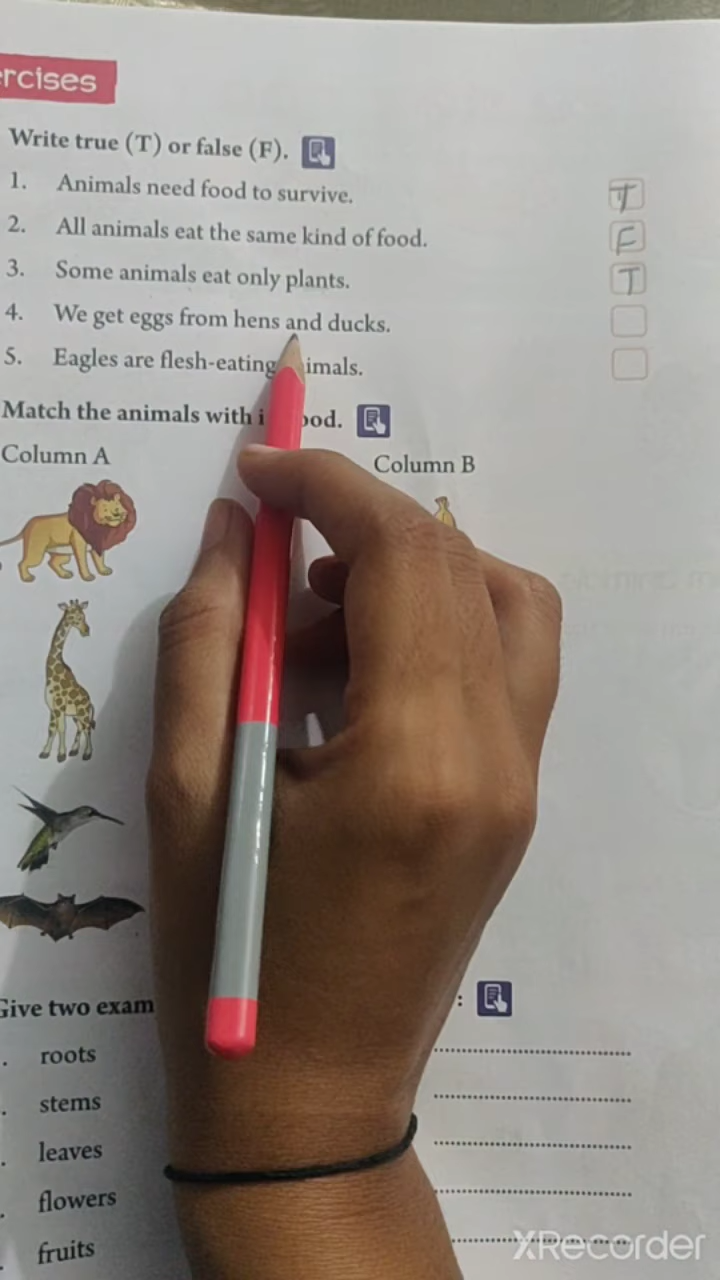 rcises
Write true (T) or false (F).
1. Animals need food to survive. T
2. All animals eat the same kind of food. F
3. Some animals eat only plants. T
4. We get eggs from hens and ducks.
5. Eagles are flesh-eating imals.
Match the animals with ood.
Column A Column B
Give two exam :
. roots
. stems
. leaves
. flowers
. fruits
XRecorder